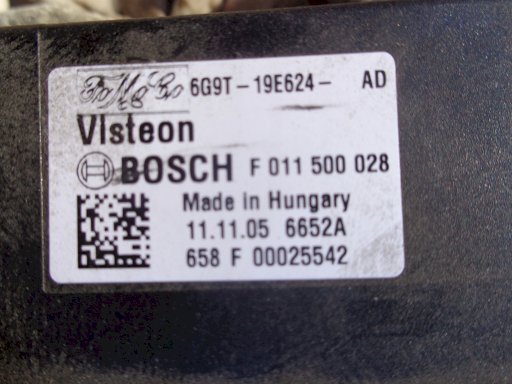 FoMoCo 6G9T-19E624- AD
Visteon
BOSCH F 011 500 028
Made in Hungary
11.11.05 6652A
658 F 00025542